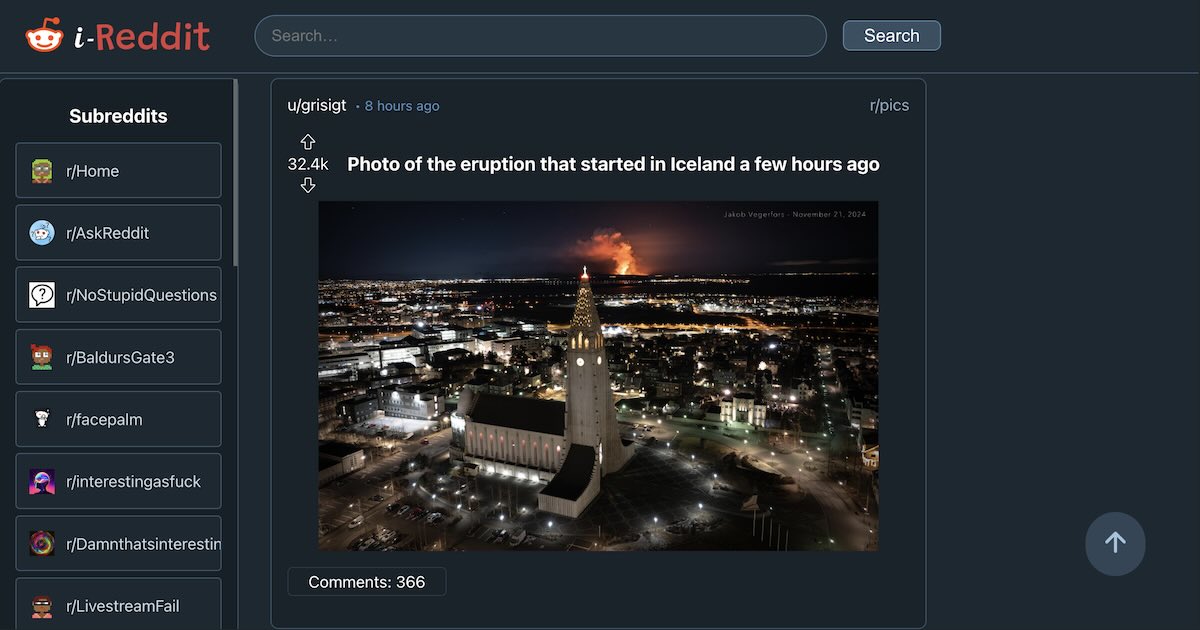 i-Reddit
Search...
Search
Subreddits
r/Home
r/AskReddit
r/NoStupidQuestions
r/BaldursGate3
r/facepalm
r/interestingasfuck
r/Damnthatsinterestin
r/LivestreamFail
u/grisigt • 8 hours ago
r/pics
32.4k
Photo of the eruption that started in Iceland a few hours ago
Jakob Vegerfors - November 21, 2024
Comments: 366